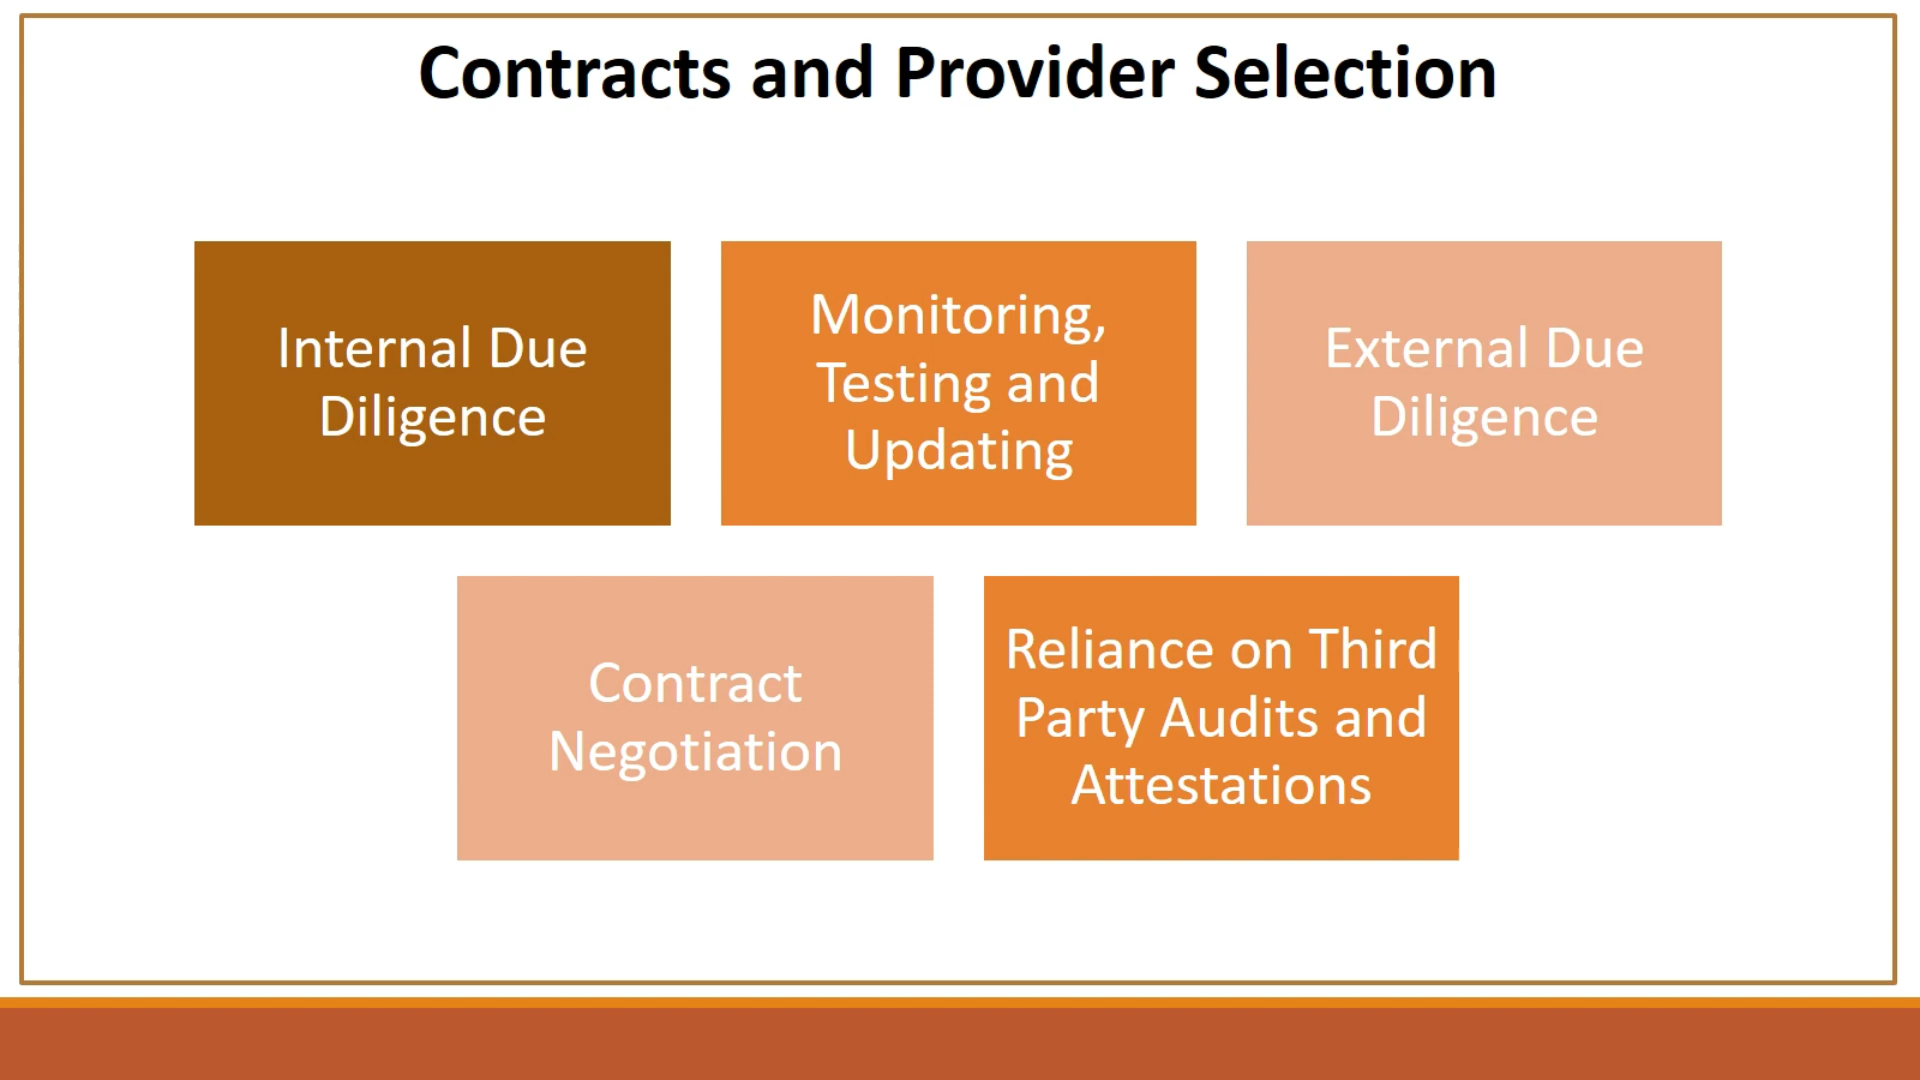 Contracts and Provider Selection
Internal Due
Diligence
Monitoring,
Testing and
Updating
External Due
Diligence
Contract
Negotiation
Reliance on Third
Party Audits and
Attestations